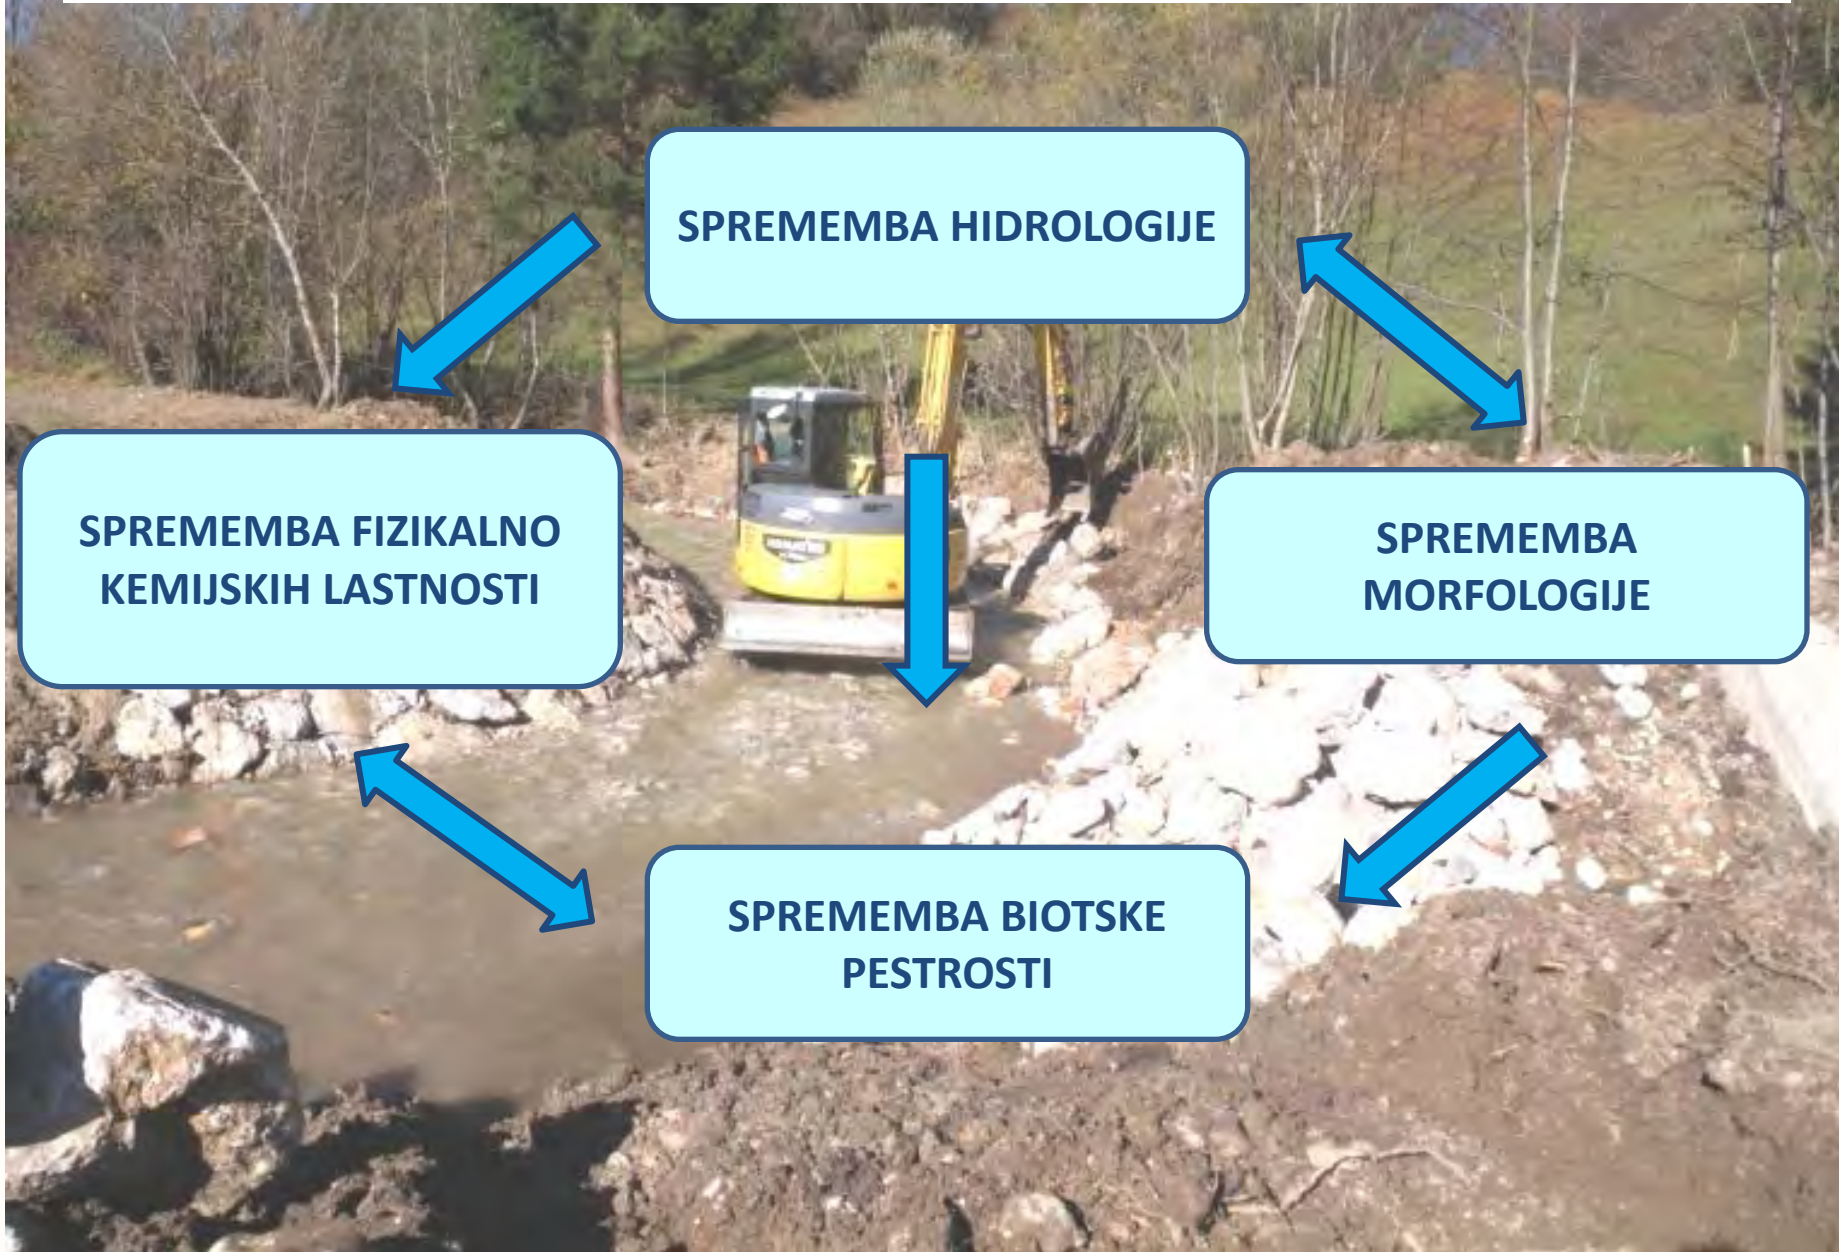 SPREMEMBA HIDROLOGIJE
SPREMEMBA FIZIKALNO
KEMIJSKIH LASTNOSTI
SPREMEMBA
MORFOLOGIJE
SPREMEMBA BIOTSKE
PESTROSTI